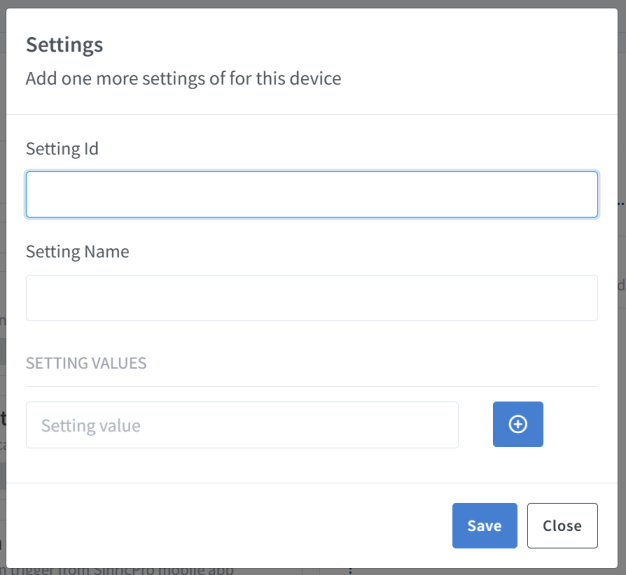 Settings
Add one more settings of for this device
Setting Id
Setting Name
SETTING VALUES
Setting value
Save Close
trigger from SinricPro mobile app